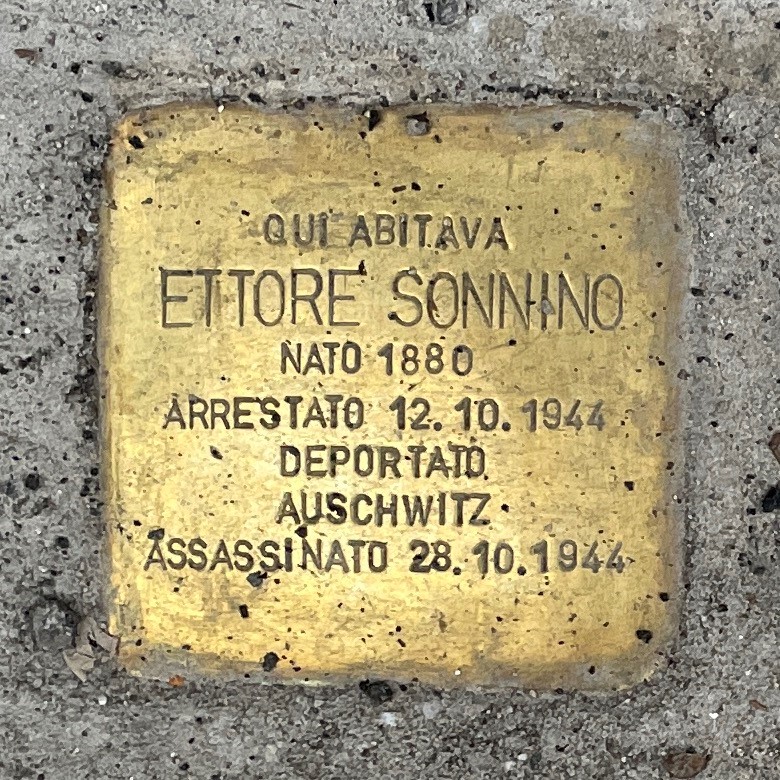 QUI ABITAVA
ETTORE SONNINO
NATO 1880
ARRESTATO 12.10.1944
DEPORTATO
AUSCHWITZ
ASSASSINATO 28.10.1944